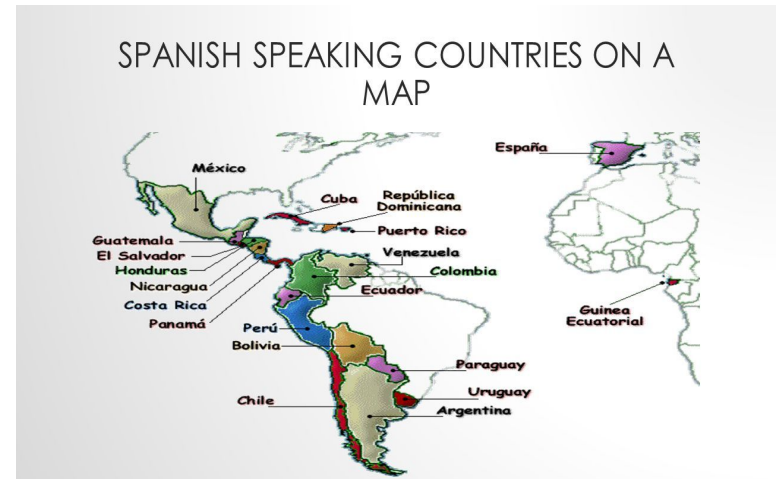 SPANISH SPEAKING COUNTRIES ON A
MAP
España
México
Cuba
República
Dominicana
Puerto Rico
Guatemala
El Salvador
Honduras
Nicaragua
Costa Rica
Panamá
Venezuela
Colombia
Ecuador
Guinea
Ecuatorial
Perú
Bolivia
Paraguay
Uruguay
Chile
Argentina